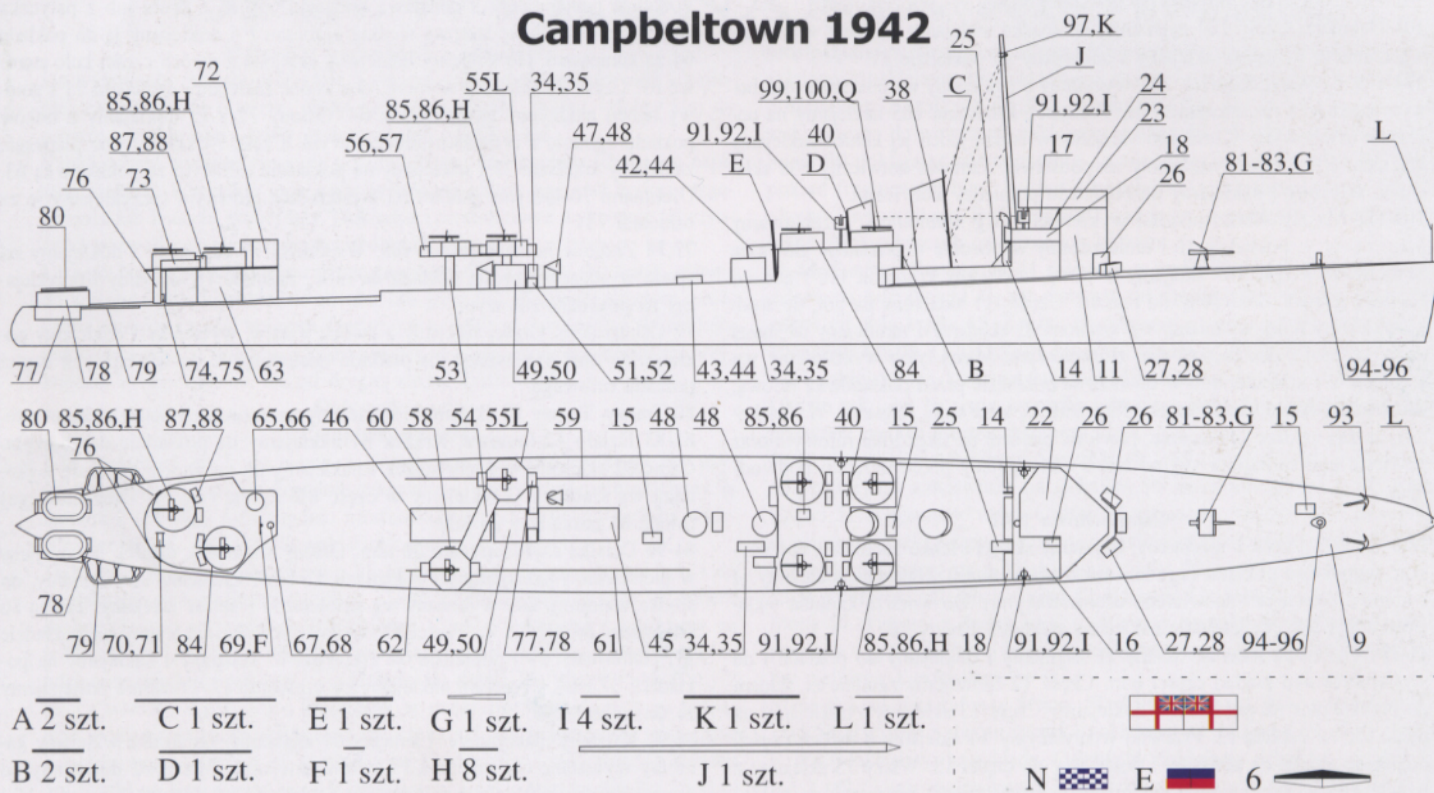 Campbeltown 1942
25 97,K
J
72 55L 34,35 99,100,Q 38 C 24
85,86,H 85,86,H 91,92,I 23
87,88 56,57 47,48 91,92,I 40 17 18 81-83,G L
76 73 42,44 E D 26
80
77 78 79 74,75 63 53 49,50 51,52 43,44 34,35 84 B 14 11 27,28 94-96
80 85,86,H 87,88 65,66 46 60 58 54 55L 59 15 48 48 85,86 40 15 25 14 22 26 26 81-83,G 15 93 L
76
78
79 70,71 84 69,F 67,68 62 49,50 77,78 61 45 34,35 91,92,I 85,86,H 18 91,92,I 16 27,28 94-96 9
A 2 szt. C 1 szt. E 1 szt. G 1 szt. I 4 szt. K 1 szt. L 1 szt.
B 2 szt. D 1 szt. F 1 szt. H 8 szt. J 1 szt.
N E 6